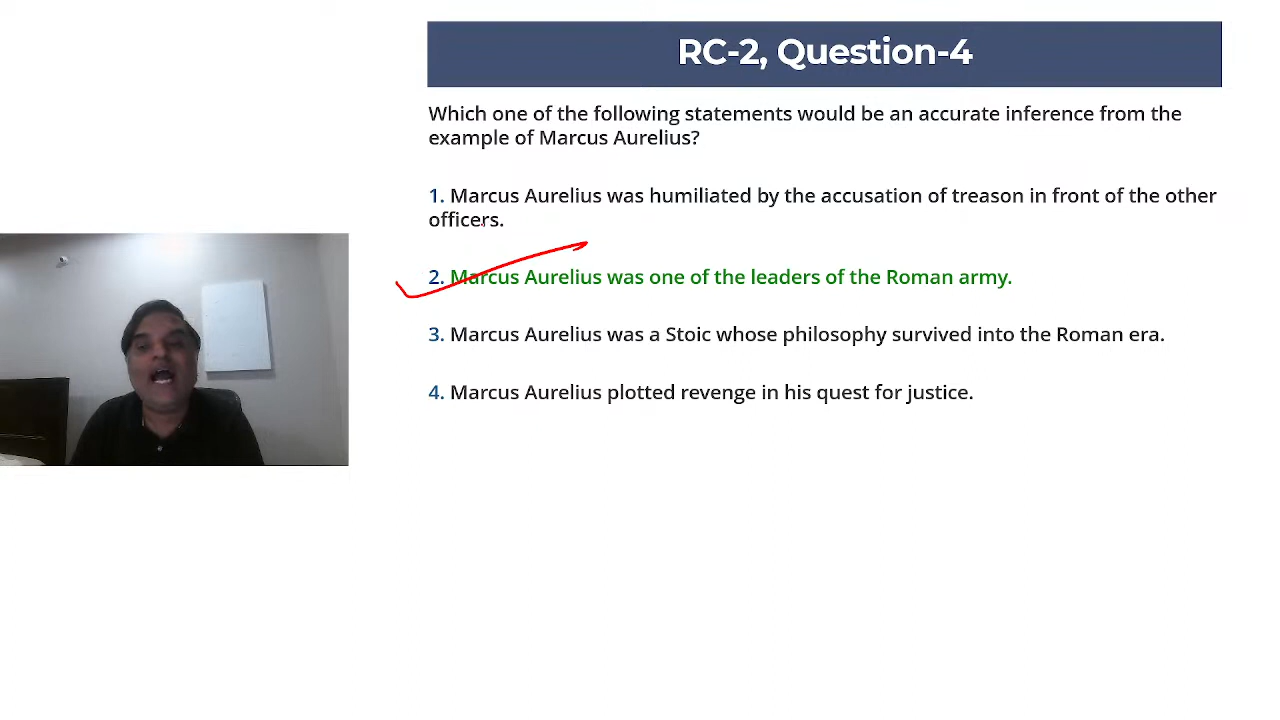 RC-2, Question-4
Which one of the following statements would be an accurate inference from the
example of Marcus Aurelius?
1. Marcus Aurelius was humiliated by the accusation of treason in front of the other
officers.
2. Marcus Aurelius was one of the leaders of the Roman army.
3. Marcus Aurelius was a Stoic whose philosophy survived into the Roman era.
4. Marcus Aurelius plotted revenge in his quest for justice.